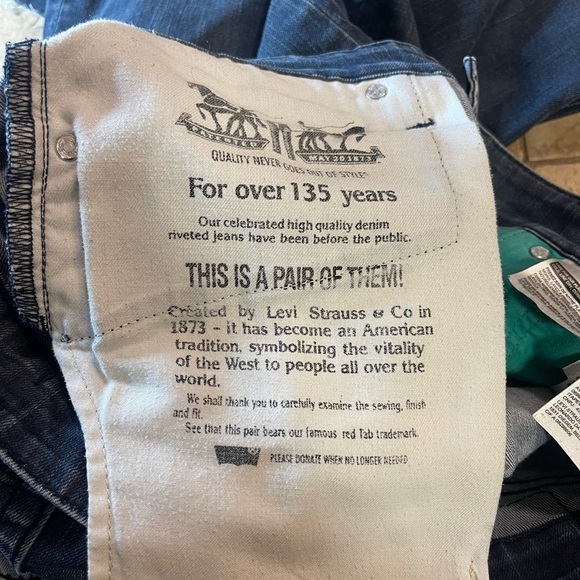 PATENTED
MAY 20 1873
QUALITY NEVER GOES OUT OF STYLE®
For over 135 years
Our celebrated high quality denim
riveted jeans have been before the public.
THIS IS A PAIR OF THEM!
Created by Levi Strauss & Co in
1873 - it has become an American
tradition, symbolizing the vitality
of the West to people all over the
world.
We shall thank you to carefully examine the sewing, finish
and fit.
See that this pair bears our famous red Tab trademark.
PLEASE DONATE WHEN NO LONGER NEEDED